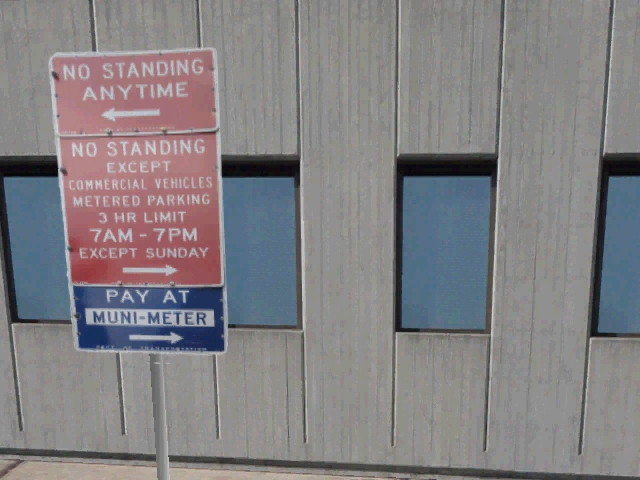 NO STANDING
ANYTIME
NO STANDING
EXCEPT
COMMERCIAL VEHICLES
METERED PARKING
3 HR LIMIT
7AM - 7PM
EXCEPT SUNDAY
PAY AT
MUNI-METER